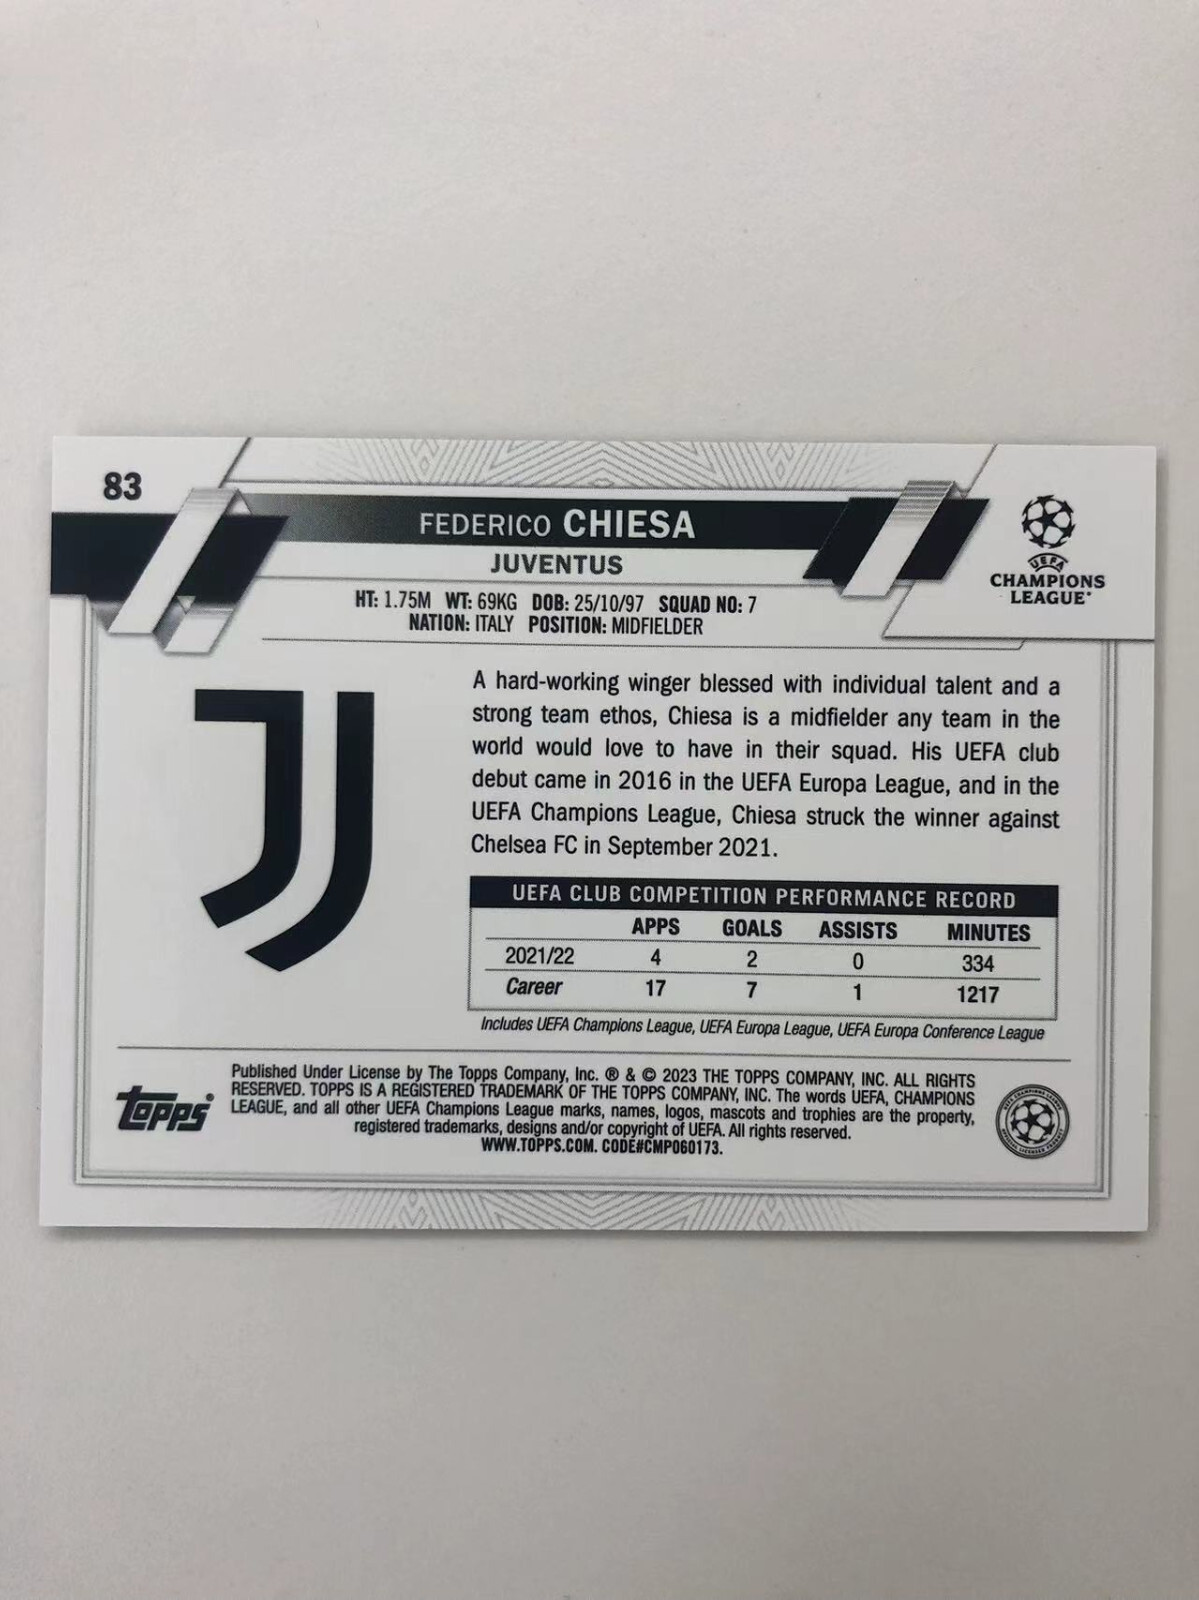 83
FEDERICO CHIESA
JUVENTUS
HT: 1.75M WT: 69KG DOB: 25/10/97 SQUAD NO: 7
NATION: ITALY POSITION: MIDFIELDER
UEFA
CHAMPIONS
LEAGUE
A hard-working winger blessed with individual talent and a
strong team ethos, Chiesa is a midfielder any team in the
world would love to have in their squad. His UEFA club
debut came in 2016 in the UEFA Europa League, and in the
UEFA Champions League, Chiesa struck the winner against
Chelsea FC in September 2021.
UEFA CLUB COMPETITION PERFORMANCE RECORD
APPS GOALS ASSISTS MINUTES
2021/22 4 2 0 334
Career 17 7 1 1217
Includes UEFA Champions League, UEFA Europa League, UEFA Europa Conference League
topps®
Published Under License by The Topps Company, Inc. ® & © 2023 THE TOPPS COMPANY, INC. ALL RIGHTS
RESERVED. TOPPS IS A REGISTERED TRADEMARK OF THE TOPPS COMPANY, INC. The words UEFA, CHAMPIONS
LEAGUE, and all other UEFA Champions League marks, names, logos, mascots and trophies are the property,
registered trademarks, designs and/or copyright of UEFA. All rights reserved.
WWW.TOPPS.COM. CODE#CMP060173.